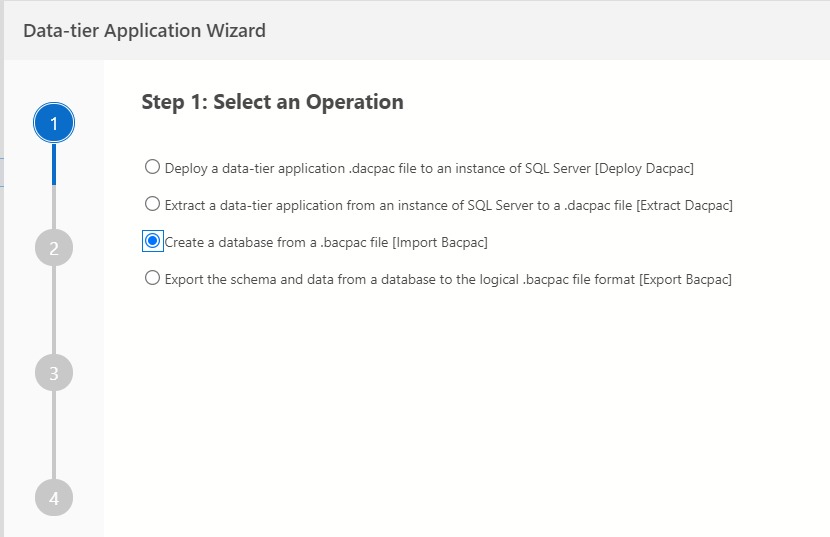 Data-tier Application Wizard
Step 1: Select an Operation
1
Deploy a data-tier application .dacpac file to an instance of SQL Server [Deploy Dacpac]
Extract a data-tier application from an instance of SQL Server to a .dacpac file [Extract Dacpac]
2
Create a database from a .bacpac file [Import Bacpac]
Export the schema and data from a database to the logical .bacpac file format [Export Bacpac]
3
4